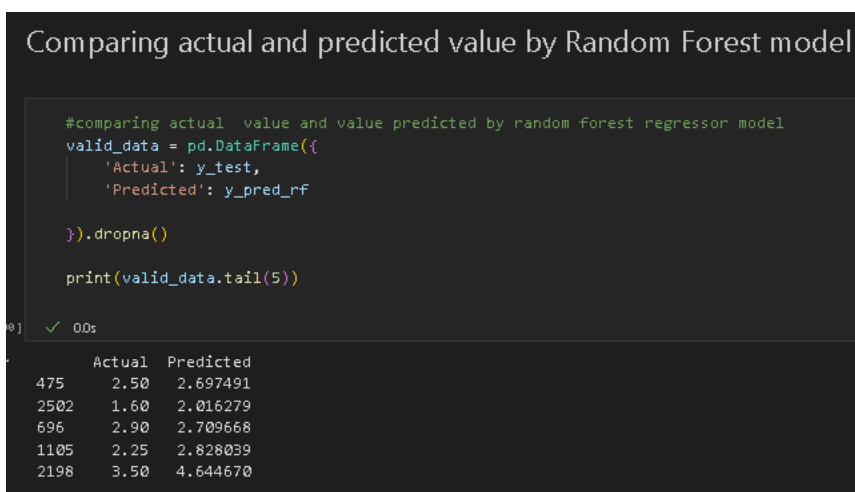 Comparing actual and predicted value by Random Forest model
#comparing actual  value and value predicted by random forest regressor model
valid_data = pd.DataFrame({
    'Actual': y_test,
    'Predicted': y_pred_rf
}).dropna()
print(valid_data.tail(5))
0.0s
Actual  Predicted
475     2.50   2.697491
2502    1.60   2.016279
696     2.90   2.709668
1105    2.25   2.828039
2198    3.50   4.644670